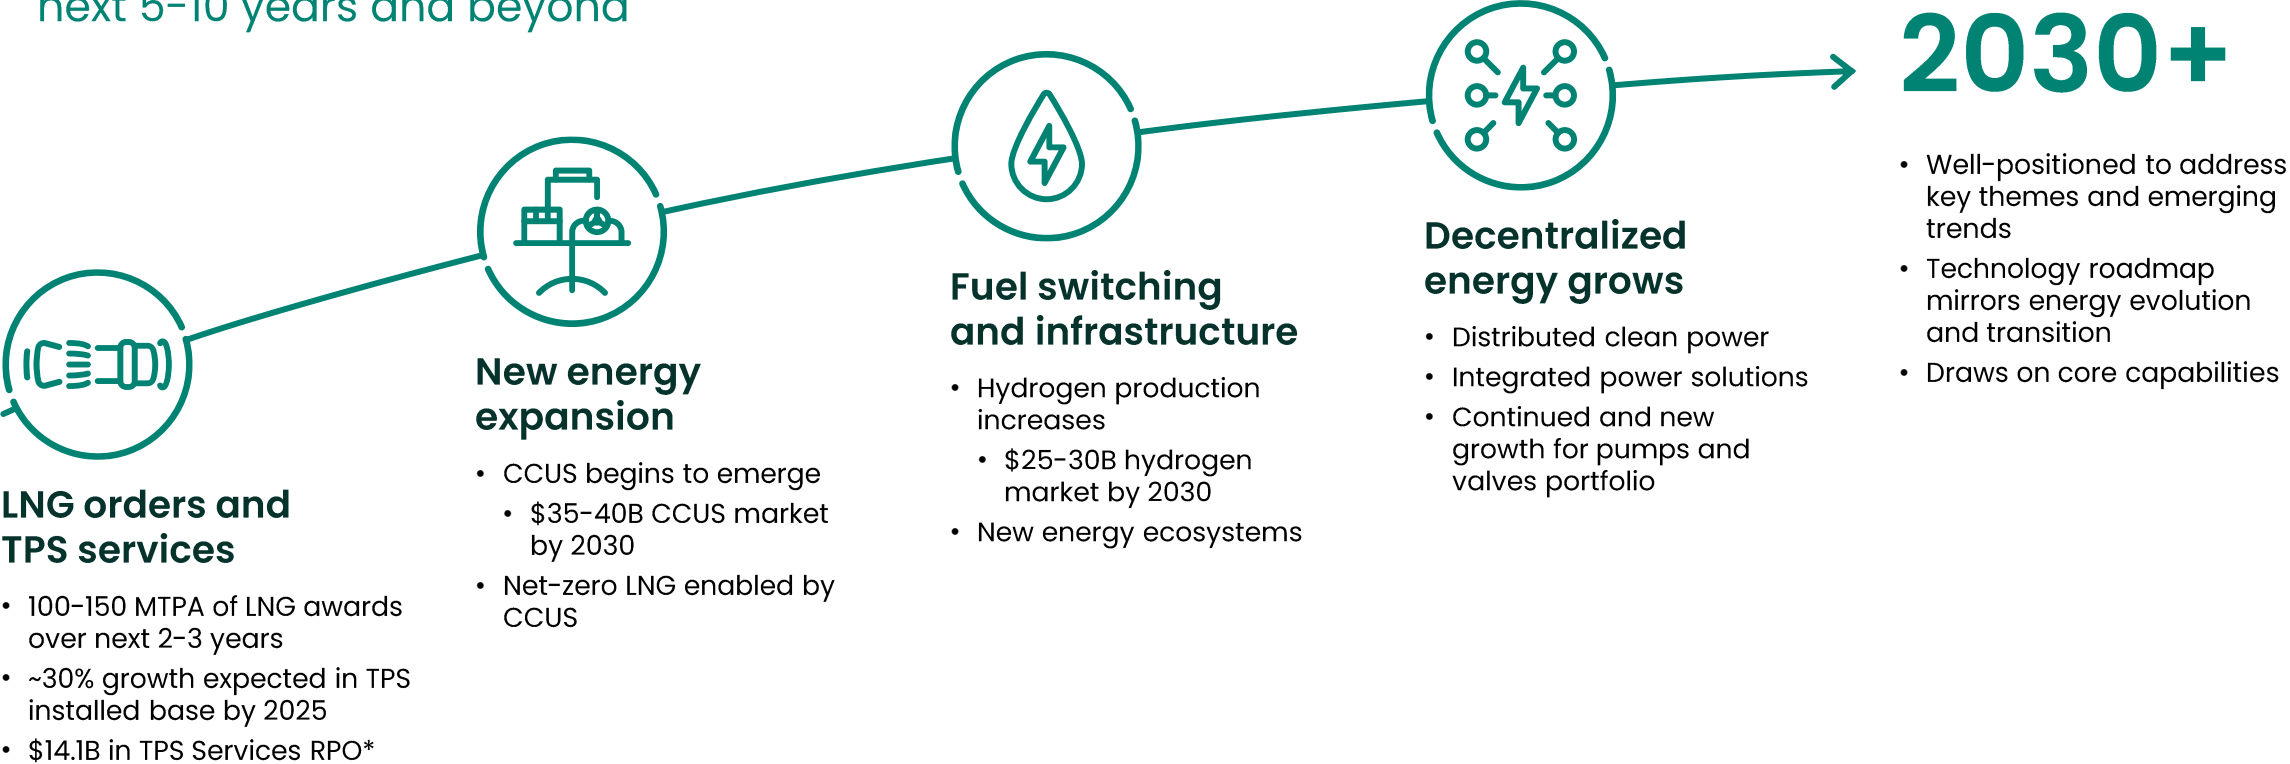 next 5-10 years and beyond
LNG orders and
TPS services
• 100-150 MTPA of LNG awards
over next 2-3 years
• ~30% growth expected in TPS
installed base by 2025
• $14.1B in TPS Services RPO*
New energy
expansion
• CCUS begins to emerge
• $35-40B CCUS market
by 2030
• Net-zero LNG enabled by
CCUS
Fuel switching
and infrastructure
• Hydrogen production
increases
• $25-30B hydrogen
market by 2030
• New energy ecosystems
Decentralized
energy grows
• Distributed clean power
• Integrated power solutions
• Continued and new
growth for pumps and
valves portfolio
2030+
• Well-positioned to address
key themes and emerging
trends
• Technology roadmap
mirrors energy evolution
and transition
• Draws on core capabilities